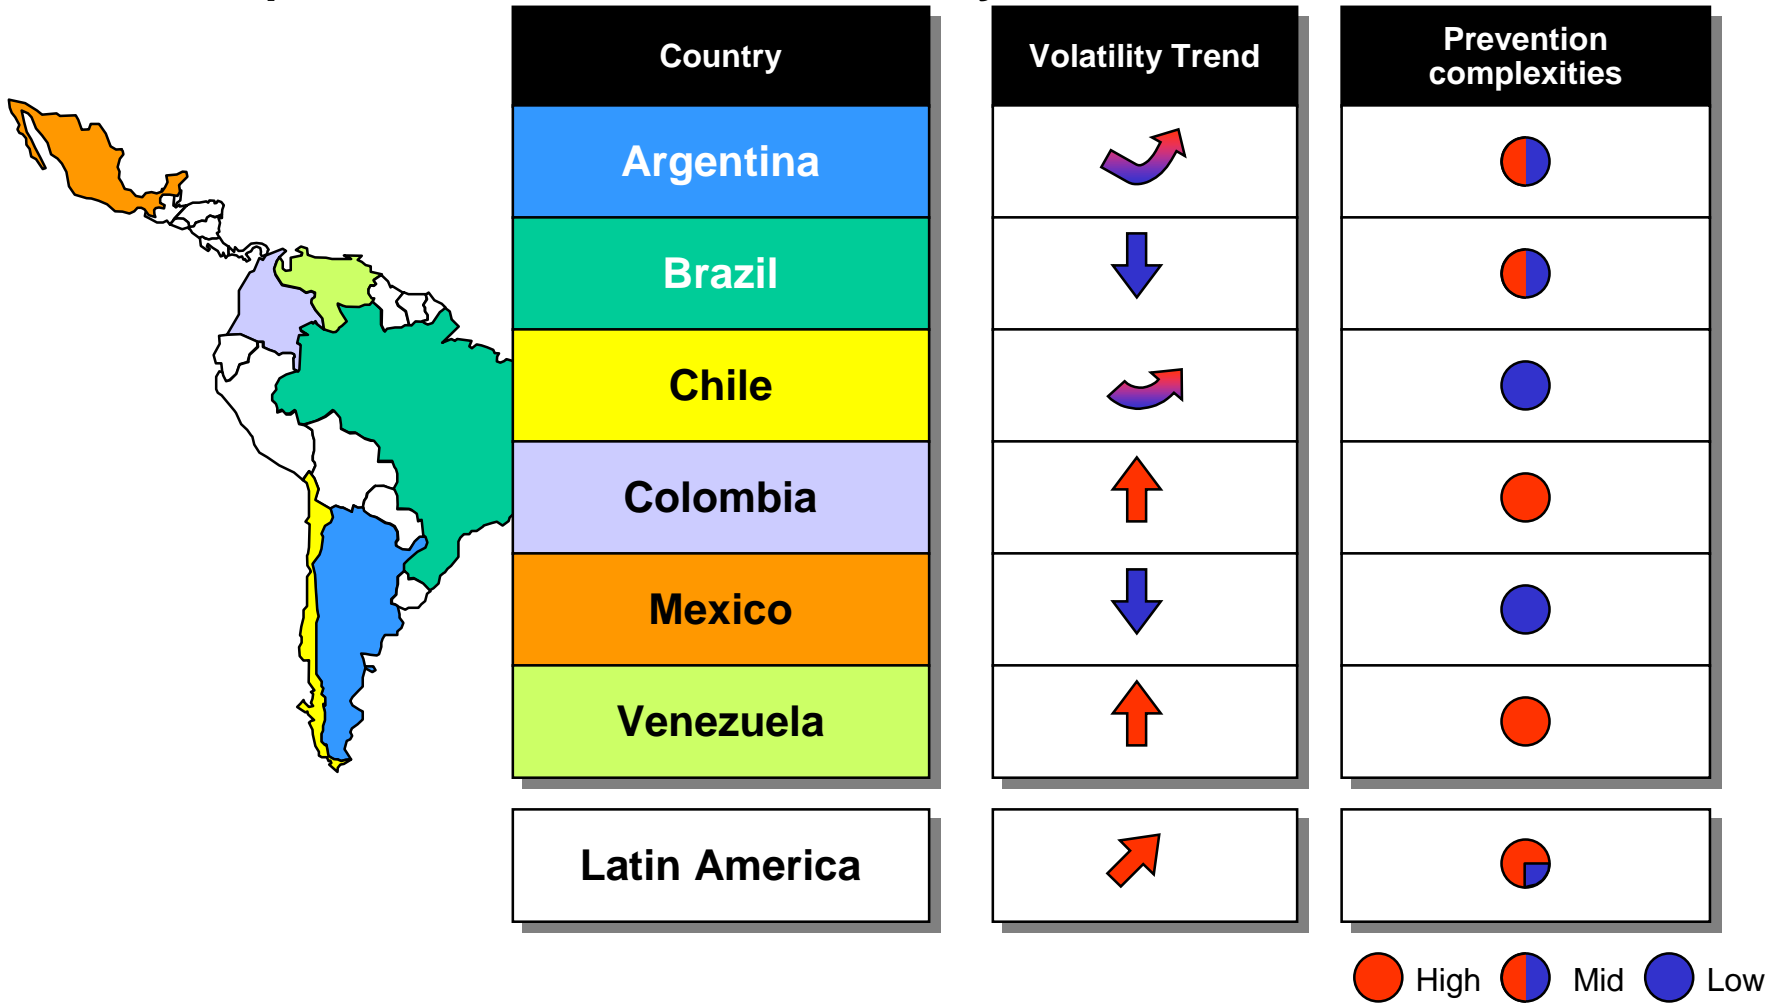 Country
Volatility Trend
Prevention
complexities
Argentina
Brazil
Chile
Colombia
Mexico
Venezuela
Latin America
High
Mid
Low